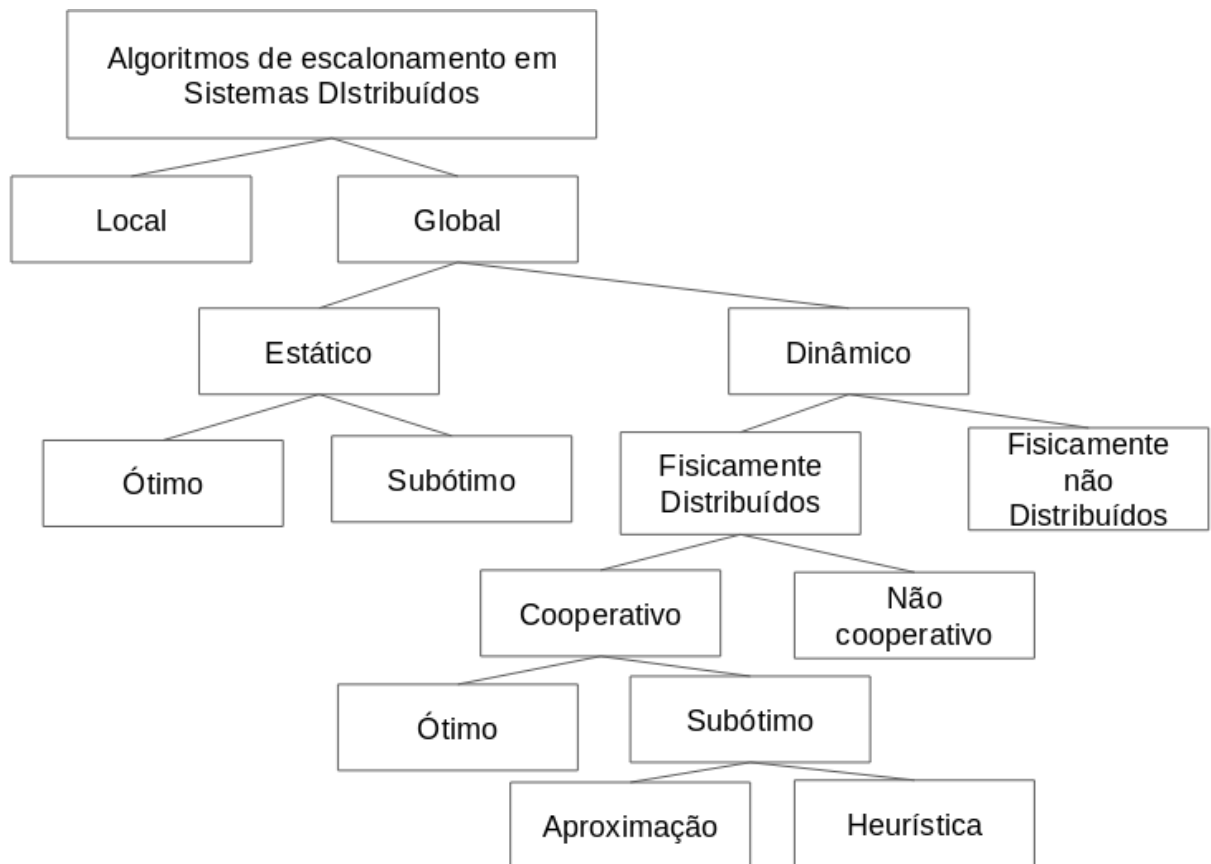 Algoritmos de escalonamento em
Sistemas DIstribuídos
Local
Global
Estático
Dinâmico
Ótimo
Subótimo
Fisicamente
Distribuídos
Fisicamente
não
Distribuídos
Cooperativo
Não
cooperativo
Ótimo
Subótimo
Aproximação
Heurística